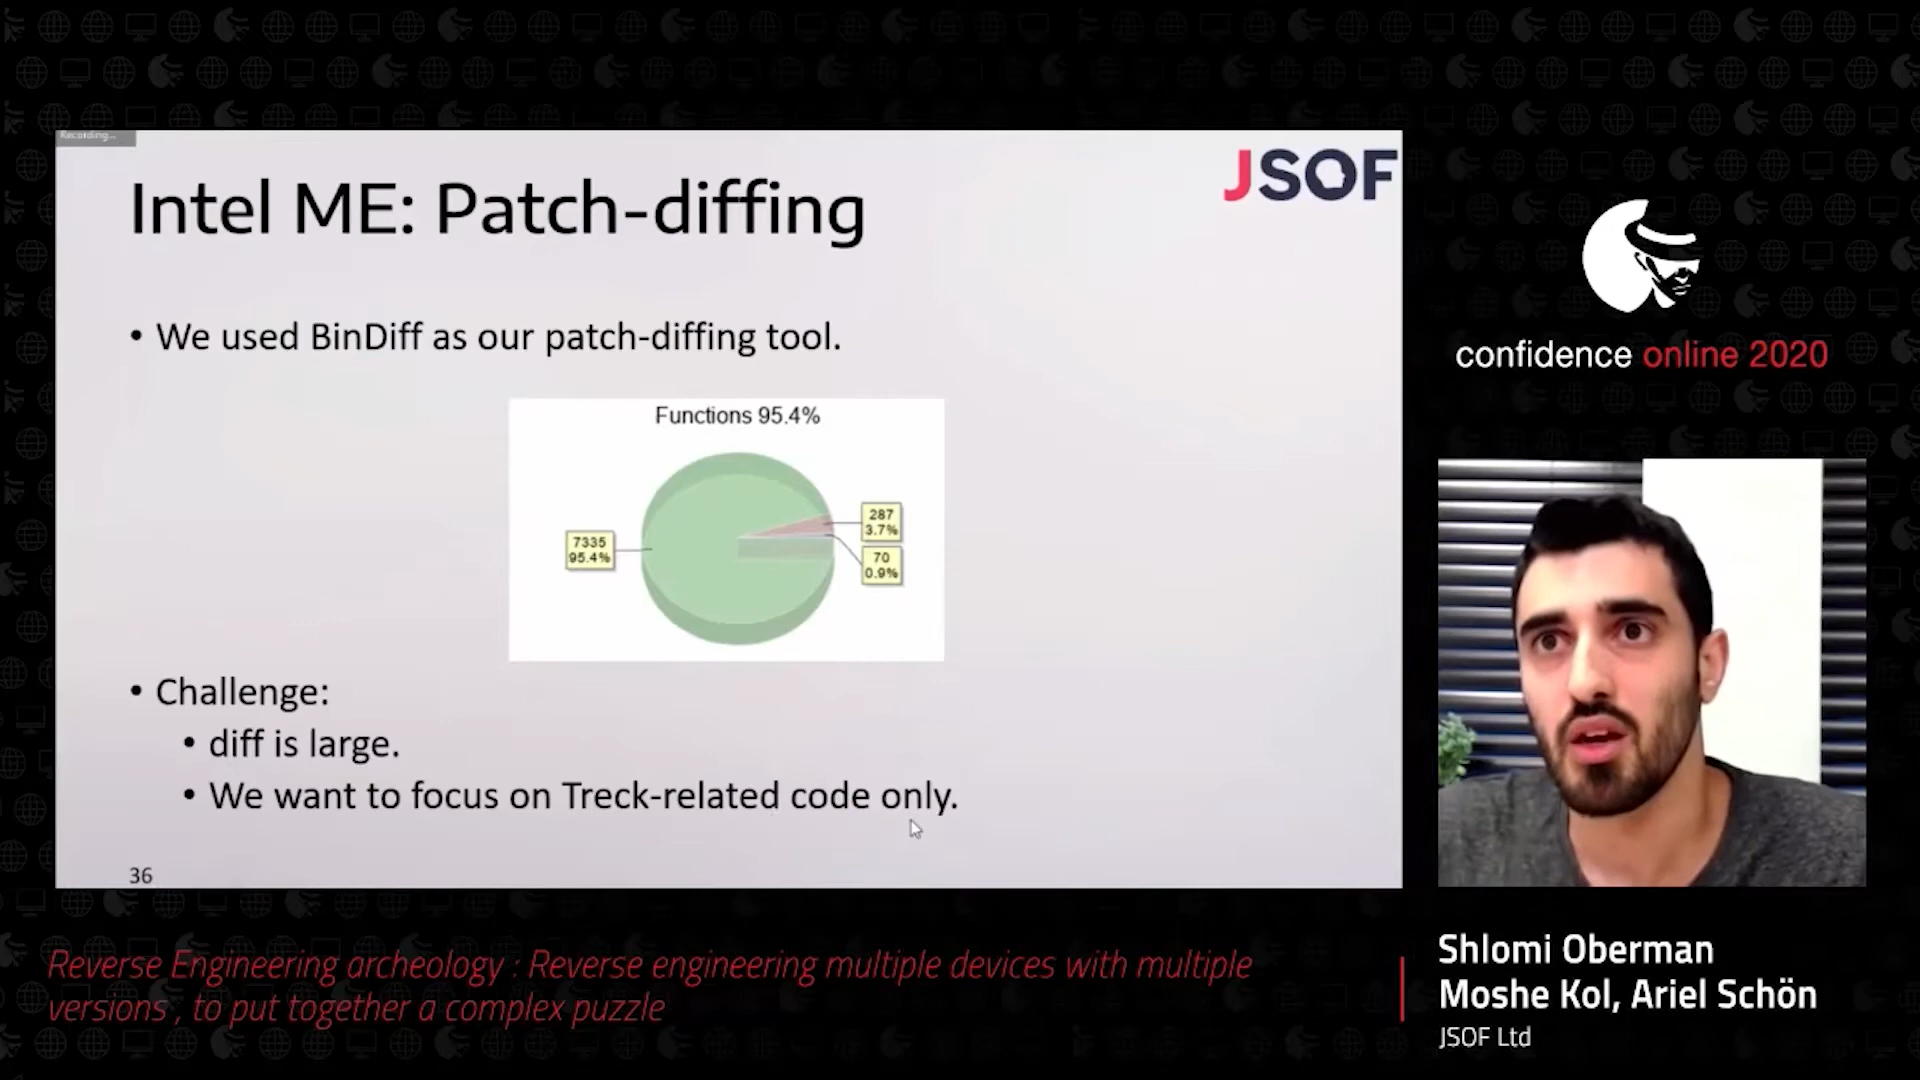 Recording...
JSOF
Intel ME: Patch-diffing
• We used BinDiff as our patch-diffing tool.
Functions 95.4%
287
3.7%
7335
95.4%
70
0.9%
• Challenge:
• diff is large.
• We want to focus on Treck-related code only.
36
confidence online 2020
Reverse Engineering archeology : Reverse engineering multiple devices with multiple
versions , to put together a complex puzzle
Shlomi Oberman
Moshe Kol, Ariel Schön
JSOF Ltd